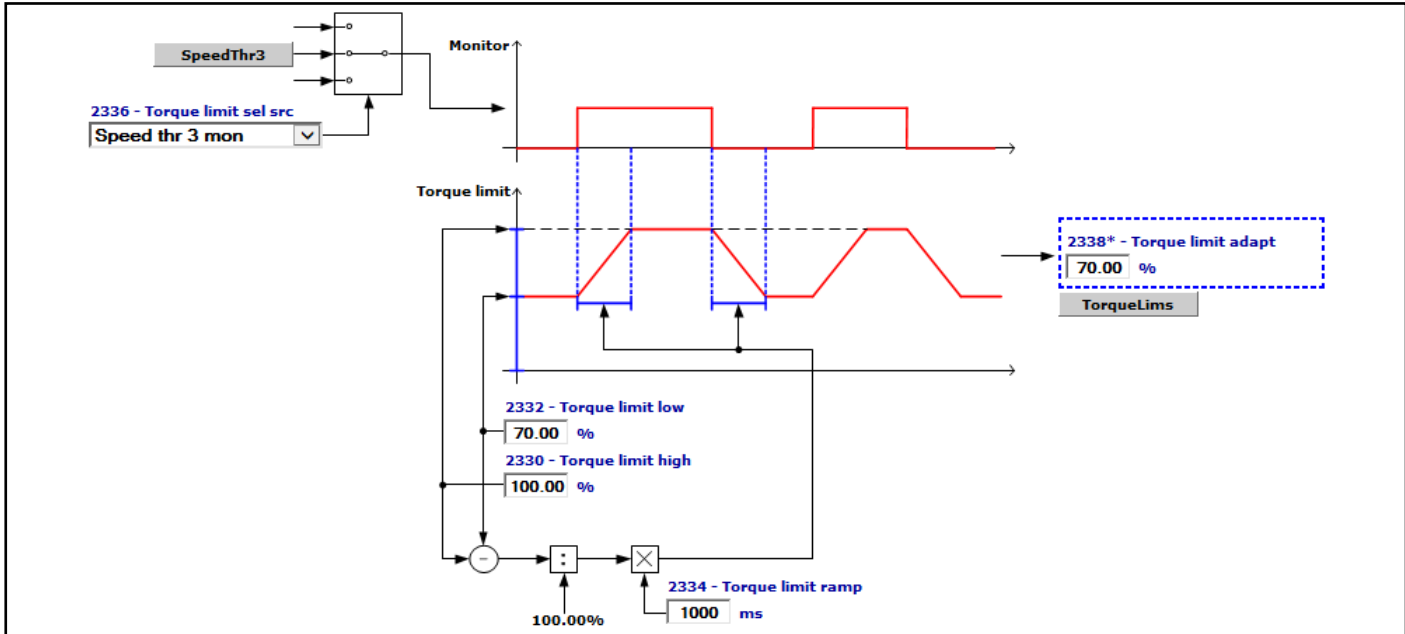 Monitor
SpeedThr3
2336 - Torque limit sel src
Speed thr 3 mon
Torque limit
2338* - Torque limit adapt
70.00 %
TorqueLims
2332 - Torque limit low
70.00 %
2330 - Torque limit high
100.00 %
-
:
×
2334 - Torque limit ramp
1000 ms
100.00%